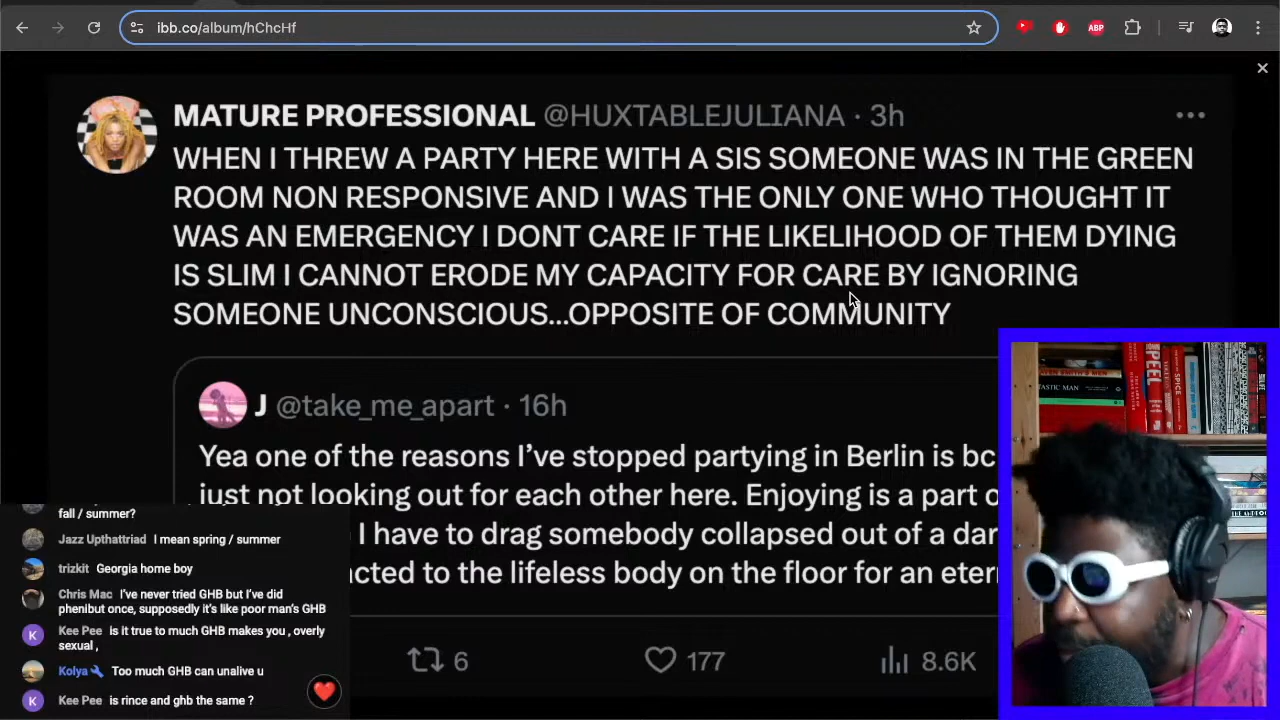 ibb.co/album/hChcHf
ABP
MATURE PROFESSIONAL @HUXTABLEJULIANA · 3h
WHEN I THREW A PARTY HERE WITH A SIS SOMEONE WAS IN THE GREEN
ROOM NON RESPONSIVE AND I WAS THE ONLY ONE WHO THOUGHT IT
WAS AN EMERGENCY I DONT CARE IF THE LIKELIHOOD OF THEM DYING
IS SLIM I CANNOT ERODE MY CAPACITY FOR CARE BY IGNORING
SOMEONE UNCONSCIOUS...OPPOSITE OF COMMUNITY
J @take_me_apart · 16h
Yea one of the reasons I've stopped partying in Berlin is bc
just not looking out for each other here. Enjoying is a part
I have to drag somebody collapsed out of a
to the lifeless body on the floor for an
6
177
8.6K
fall / summer?
Jazz Upthattriad I mean spring / summer
trizkit Georgia home boy
Chris Mac I've never tried GHB but I've did
phenibut once, supposedly it's like poor man's GHB
K Kee Pee is it true to much GHB makes you , overly
sexual ,
Kolya Too much GHB can unalive u
K Kee Pee is rince and ghb the same ?
PEEL
SPICE
TASTIC MAN